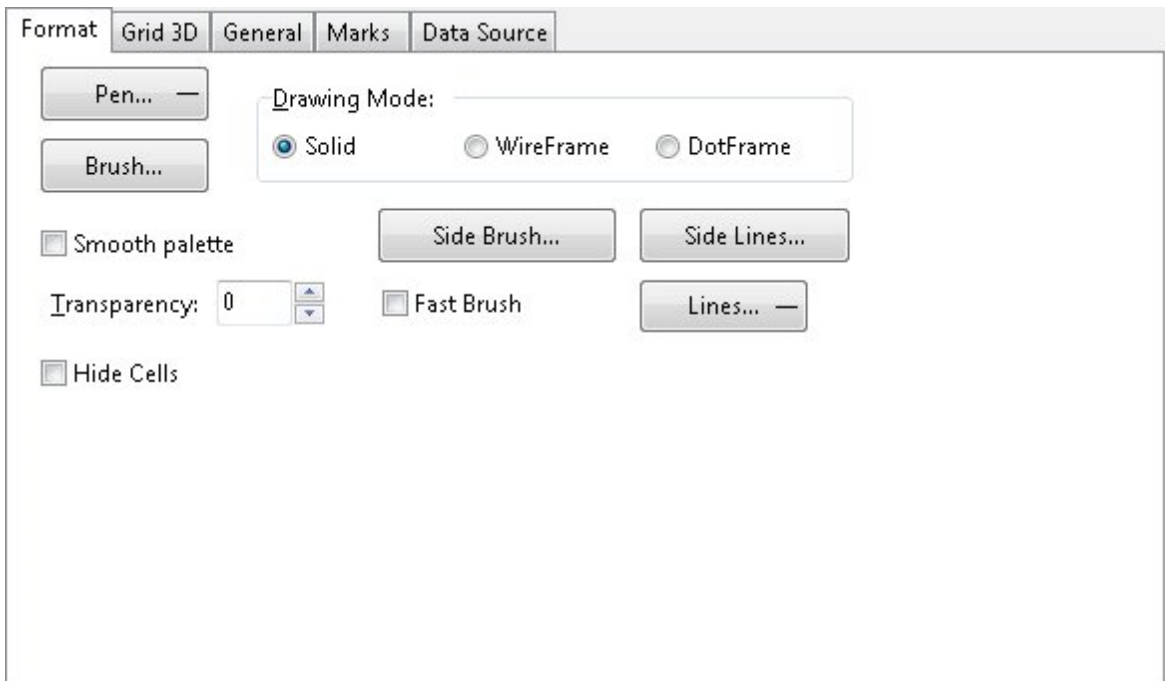 Format Grid 3D General Marks Data Source
Pen...
Drawing Mode:
Solid WireFrame DotFrame
Brush...
Smooth palette Side Brush... Side Lines...
Transparency: 0 Fast Brush Lines...
Hide Cells